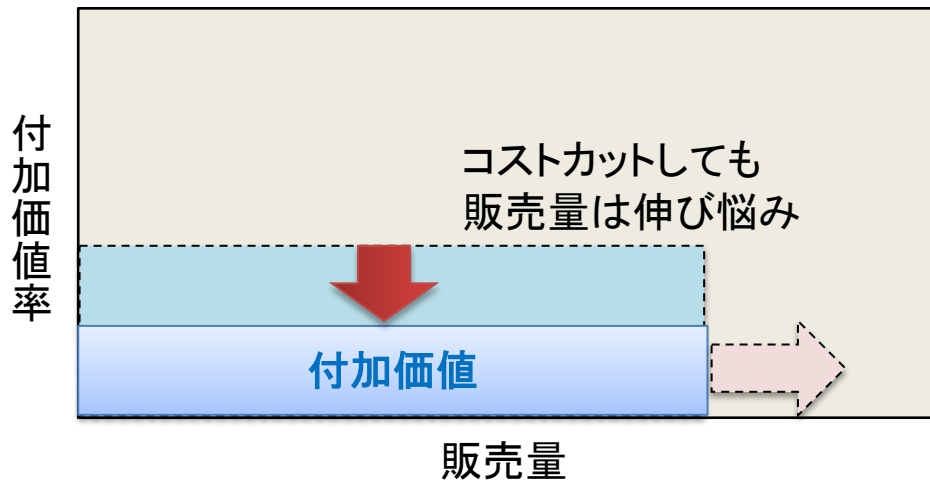 付加価値率
コストカットしても
販売量は伸び悩み
付加価値
販売量